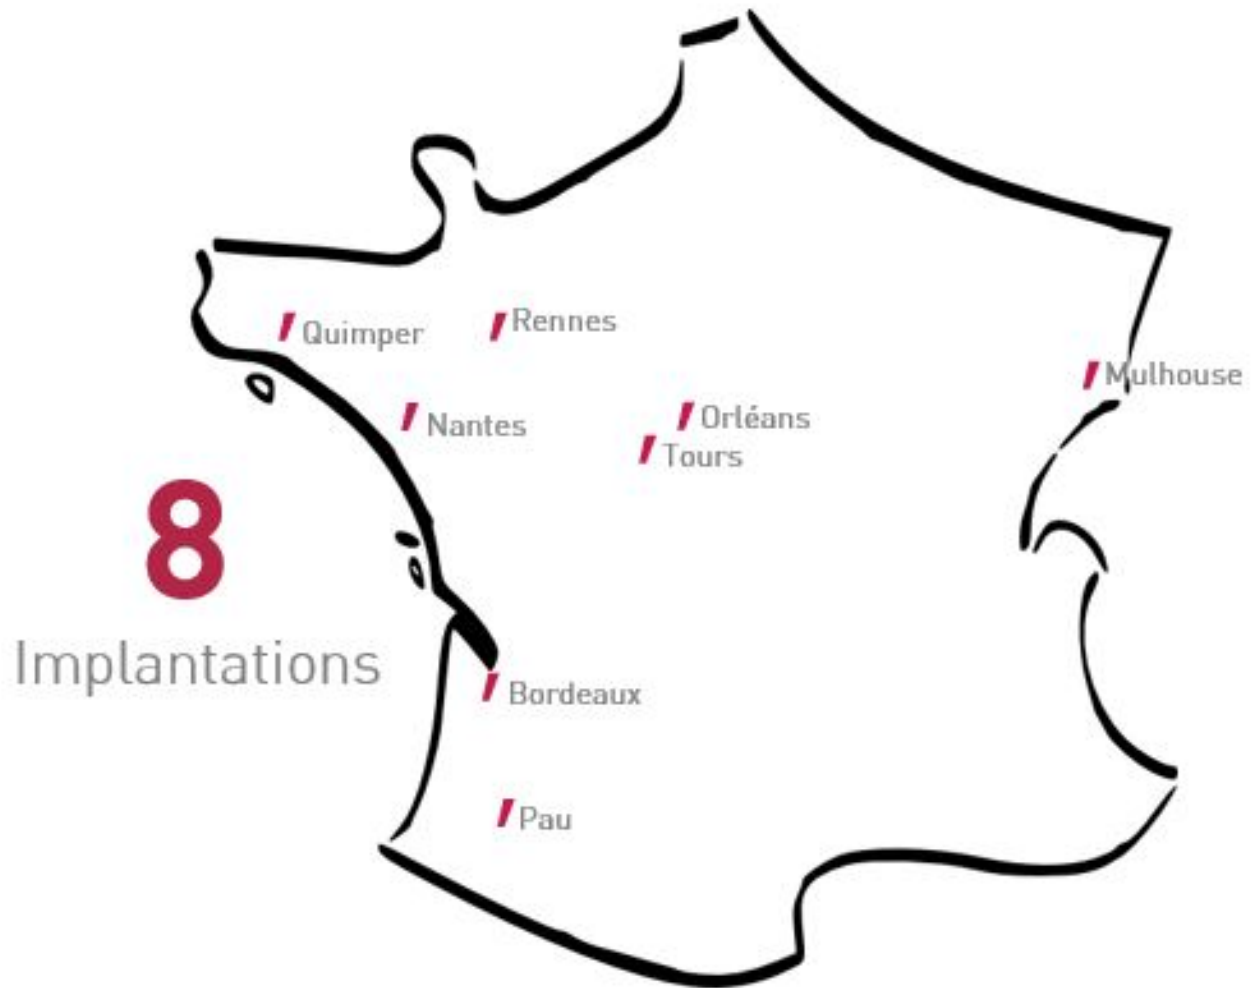 Rennes
Quimper
Mulhouse
Orléans
Nantes
Tours
8
Implantations
Bordeaux
Pau